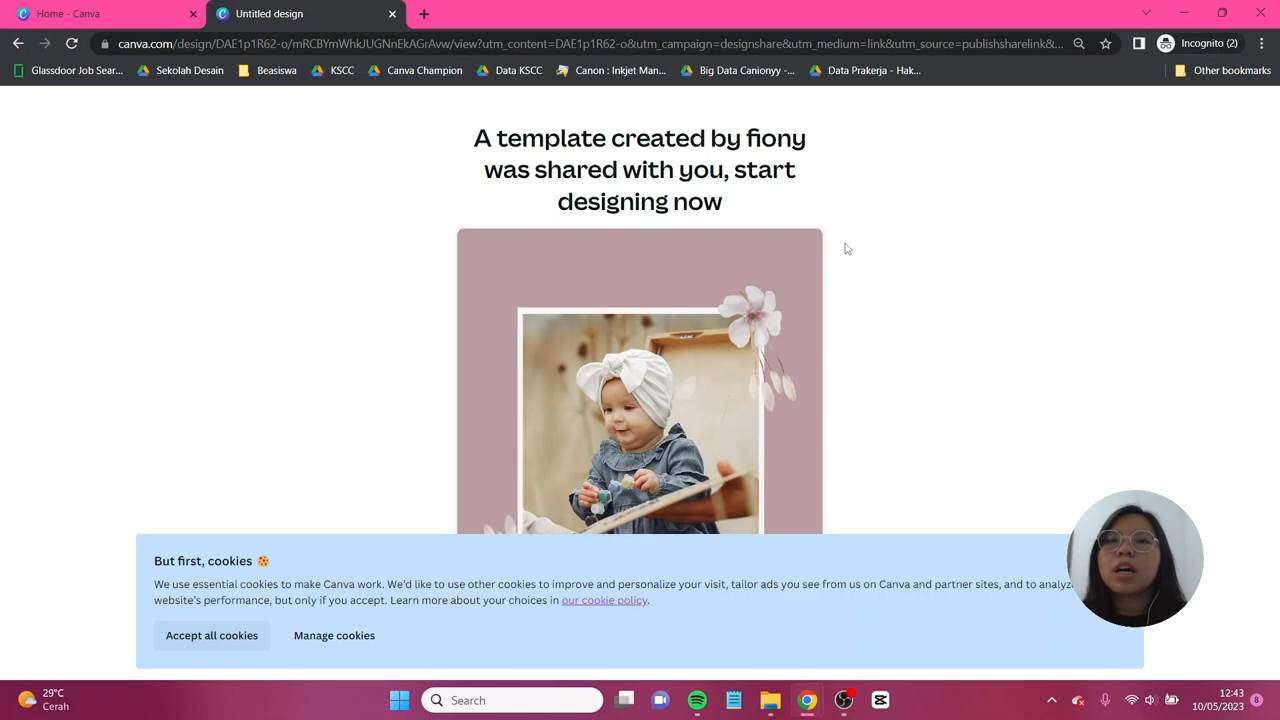 Home - Canva
Untitled design
canva.com/design/DAE1p1R62-o/mRCBYmWhkJUGNnEkAGrAvw/view?utm_content=DAE1p1R62-o&utm_campaign=designshare&utm_medium=link&utm_source=publishsharelink&...
Incognito (2)
Glassdoor Job Sear...
Sekolah Desain
Beasiswa
KSCC
Canva Champion
Data KSCC
Canon : Inkjet Man...
Big Data Canionyy -...
Data Prakerja - Hak...
Other bookmarks
A template created by fiony
was shared with you, start
designing now
But first, cookies
We use essential cookies to make Canva work. We'd like to use other cookies to improve and personalize your visit, tailor ads you see from us on Canva and partner sites, and to analyz
website's performance, but only if you accept. Learn more about your choices in our cookie policy.
Accept all cookies
Manage cookies
29°C
Cerah
Search
12:43
10/05/2023
8